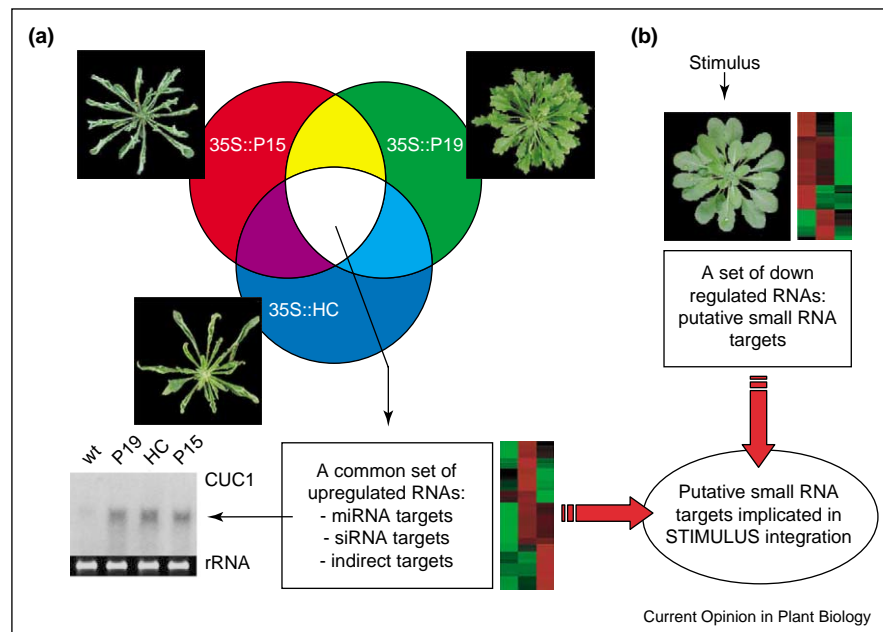 (a)
(b)
Stimulus
35S::P15
35S::P19
35S::HC
A set of down
regulated RNAs:
putative small RNA
targets
wt
P19
HC
P15
CUC1
rRNA
A common set of
upregulated RNAs:
- miRNA targets
- siRNA targets
- indirect targets
Putative small RNA
targets implicated in
STIMULUS integration
Current Opinion in Plant Biology